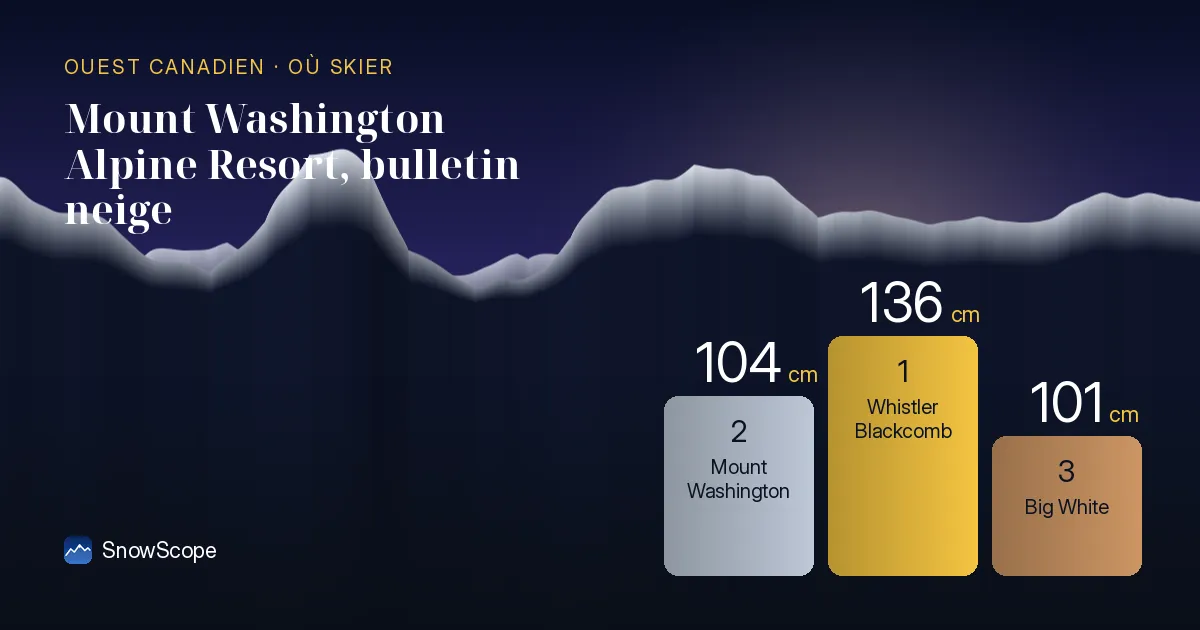 OUEST CANADIEN · OÙ SKIER
Mount Washington
Alpine Resort, bulletin
neige
104 cm
2
Mount
Washington
136 cm
1
Whistler
Blackcomb
101 cm
3
Big White
SnowScope